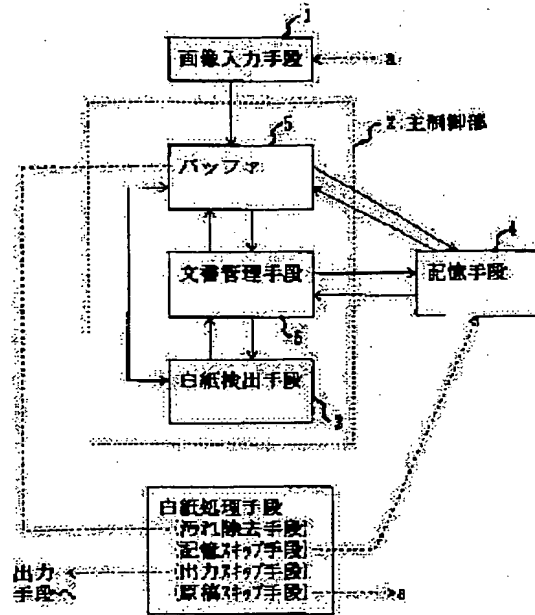 1
画像入力手段
a
5
2 主制御部
バッファ
4
文書管理手段
記憶手段
6
白紙検出手段
3
白紙処理手段
[汚れ除去手段]
[記憶スキップ手段]
[出力スキップ手段]
[原稿スキップ手段]
出力
手段へ
a